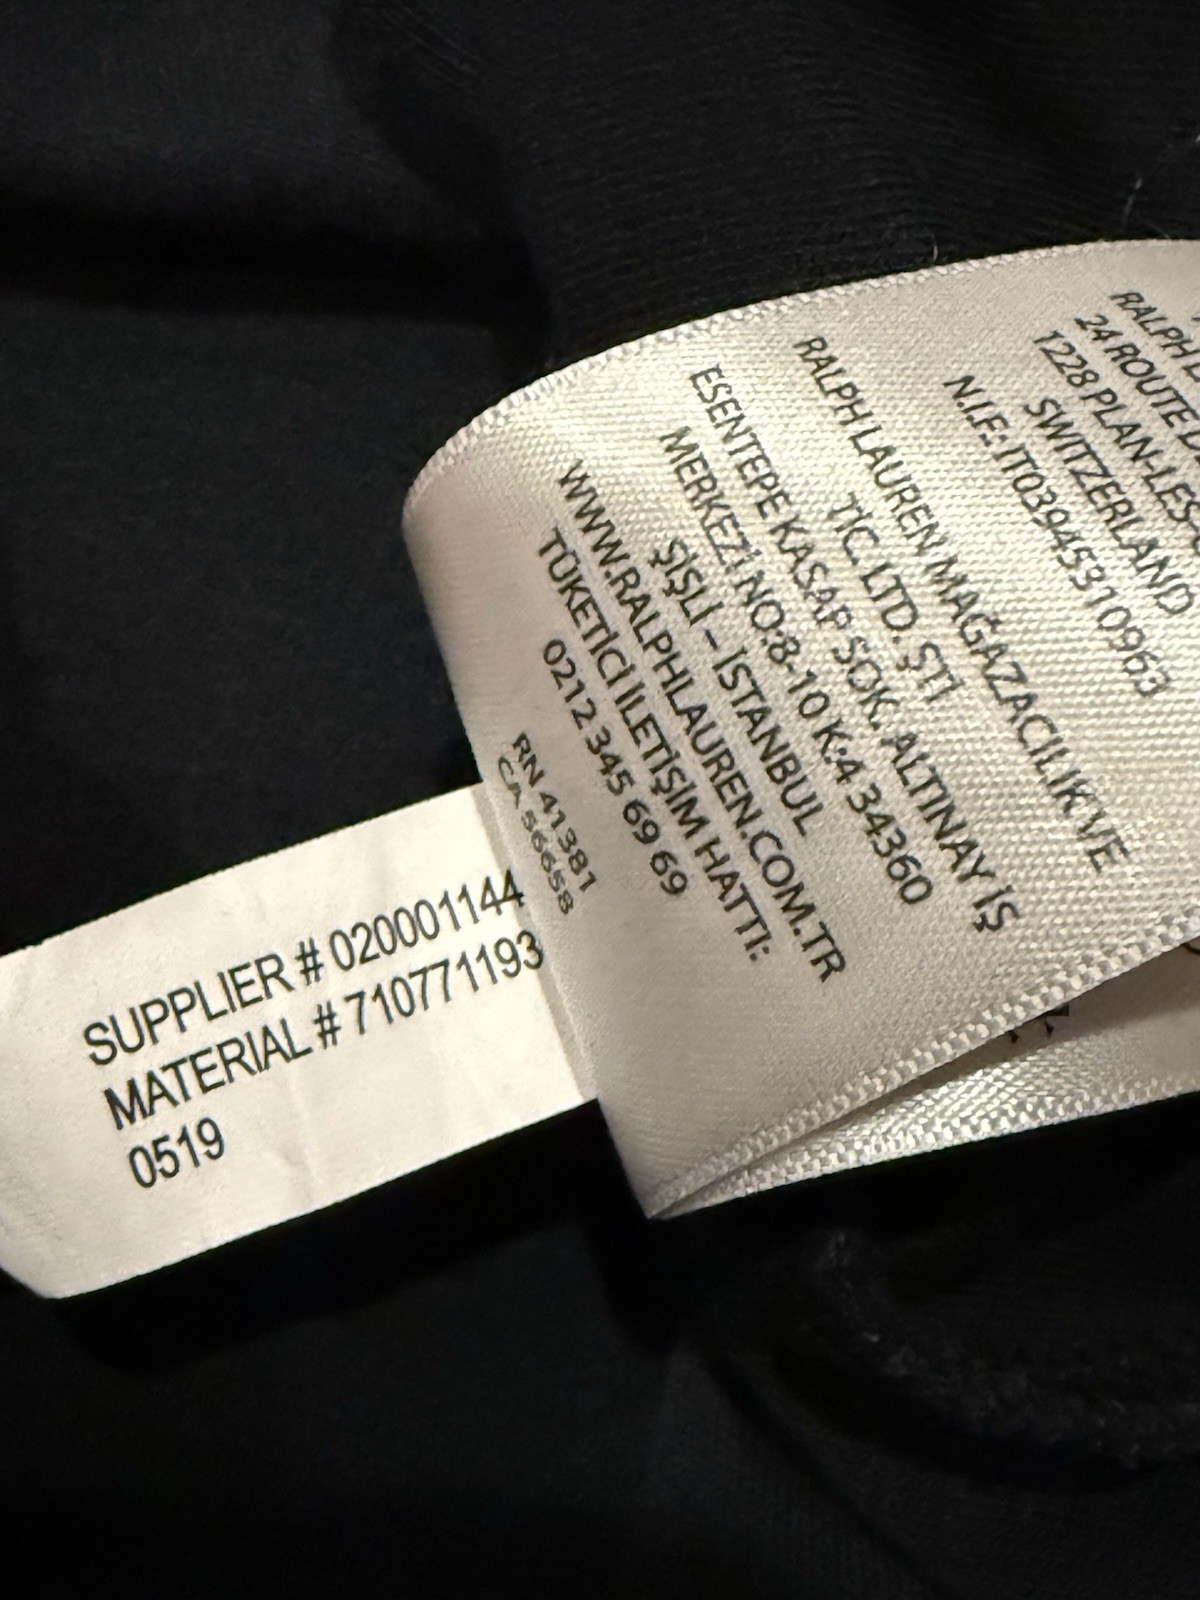 RALPH L
24 ROUTE D
1228 PLAN-LES-
SWITZERLAND
N.I.F.: IT03945310963
RALPH LAUREN MAĞAZACILIK VE
TİC. LTD. ŞTİ
ESENTEPE KASAP SOK. ALTINAY İŞ
MERKEZİ NO:8-10 K:4 34360
ŞİŞLİ – İSTANBUL
WWW.RALPHLAUREN.COM.TR
TÜKETİCİ İLETİŞİM HATTI:
0212 345 69 69
RN 41381
CA 56658
SUPPLIER # 020001144
MATERIAL # 710771193
0519